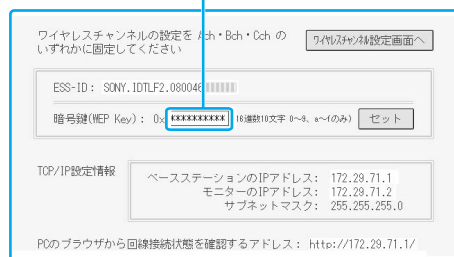 ワイヤレスチャンネルの設定を Ach・Bch・Cch の
いずれかに固定してください
ワイヤレスチャンネル設定画面へ
ESS-ID: SONY.IDTLF2.080046
暗号鍵(WEP Key): 0x ********** 16進数10文字 0～9、a～fのみ) セット
TCP/IP設定情報
ベースステーションのIPアドレス: 172.29.71.1
モニターのIPアドレス: 172.29.71.2
サブネットマスク: 255.255.255.0
PCのブラウザから回線接続状態を確認するアドレス: http://172.29.71.1/